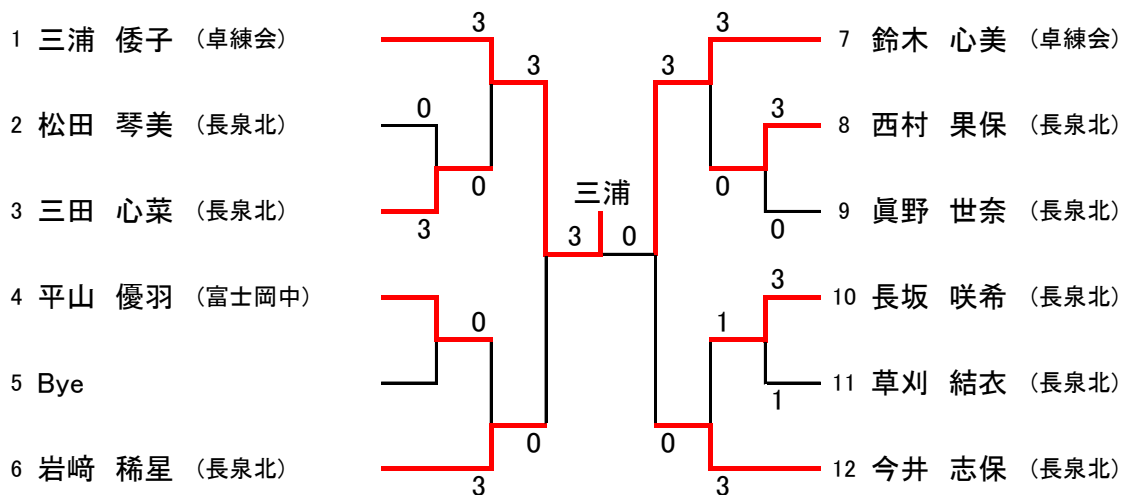 1 三浦 倭子 (卓練会)
3
3
2 松田 琴美 (長泉北)
0
0
3 三田 心菜 (長泉北)
3
4 平山 優羽 (富士岡中)
0
5 Bye
0
6 岩﨑 稀星 (長泉北)
3
三浦
3 0
3
3
7 鈴木 心美 (卓練会)
3
8 西村 果保 (長泉北)
0
0
9 眞野 世奈 (長泉北)
3
10 長坂 咲希 (長泉北)
1
1
11 草刈 結衣 (長泉北)
0
3
12 今井 志保 (長泉北)